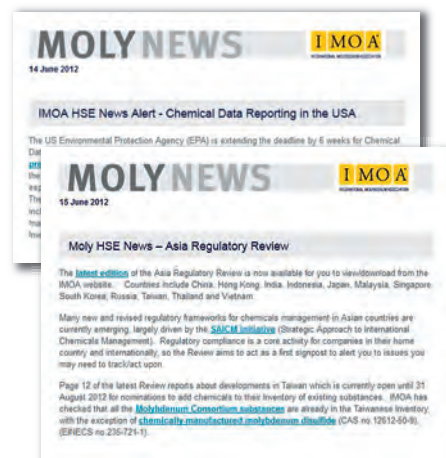 MOLYNEWS
IMOA
INTERNATIONAL MOLYBDENUM ASSOCIATION
14 June 2012
IMOA HSE News Alert - Chemical Data Reporting in the USA
The US Environmental Protection Agency (EPA) is extending the deadline by 6 weeks for Chemical
MOLYNEWS
IMOA
INTERNATIONAL MOLYBDENUM ASSOCIATION
15 June 2012
Moly HSE News – Asia Regulatory Review
The latest edition of the Asia Regulatory Review is now available for you to view/download from the
IMOA website. Countries include China, Hong Kong, India, Indonesia, Japan, Malaysia, Singapore
South Korea, Russia, Taiwan, Thailand and Vietnam.
Many new and revised regulatory frameworks for chemicals management in Asian countries are
currently emerging, largely driven by the SAICM initiative (Strategic Approach to International
Chemicals Management). Regulatory compliance is a core activity for companies in their home
country and internationally, so the Review aims to act as a first signpost to alert you to issues you
may need to track/act upon.
Page 12 of the latest Review reports about developments in Taiwan which is currently open until 31
August 2012 for nominations to add chemicals to their Inventory of existing substances. IMOA has
checked that all the Molybdenum Consortium substances are already in the Taiwanese Inventory,
with the exception of chemically manufactured molybdenum disulfide (CAS no 12612-50-9),
(EINECS no.235-721-1).